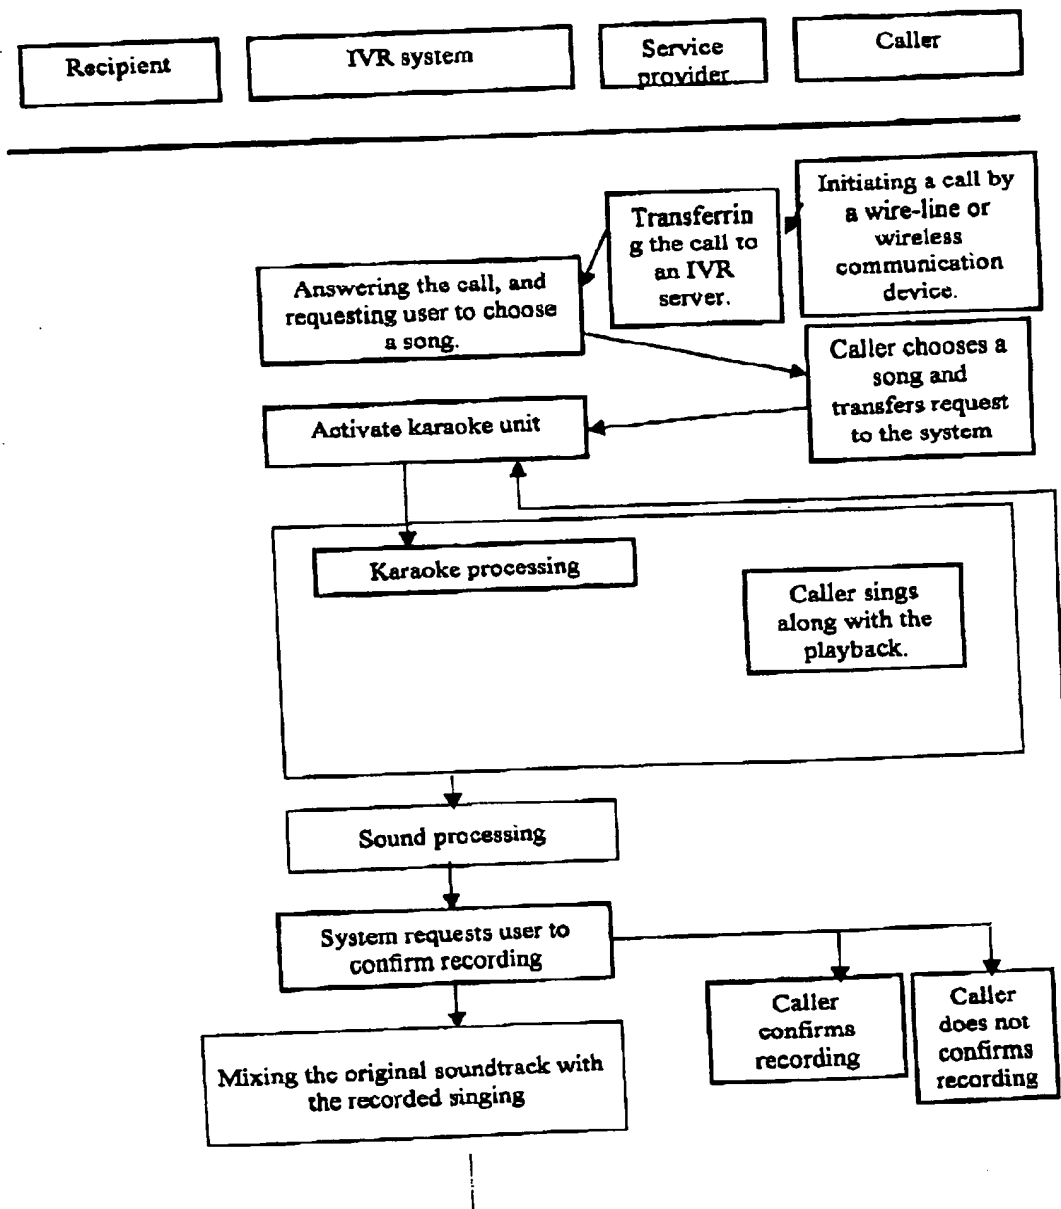 Recipient
IVR system
Service
provider
Caller
Initiating a call by
a wire-line or
wireless
communication
device.
Transferrin
g the call to
an IVR
server.
Answering the call, and
requesting user to choose
a song.
Caller chooses a
song and
transfers request
to the system
Activate karaoke unit
Karaoke processing
Caller sings
along with the
playback.
Sound processing
System requests user to
confirm recording
Caller
confirms
recording
Caller
does not
confirms
recording
Mixing the original soundtrack with
the recorded singing